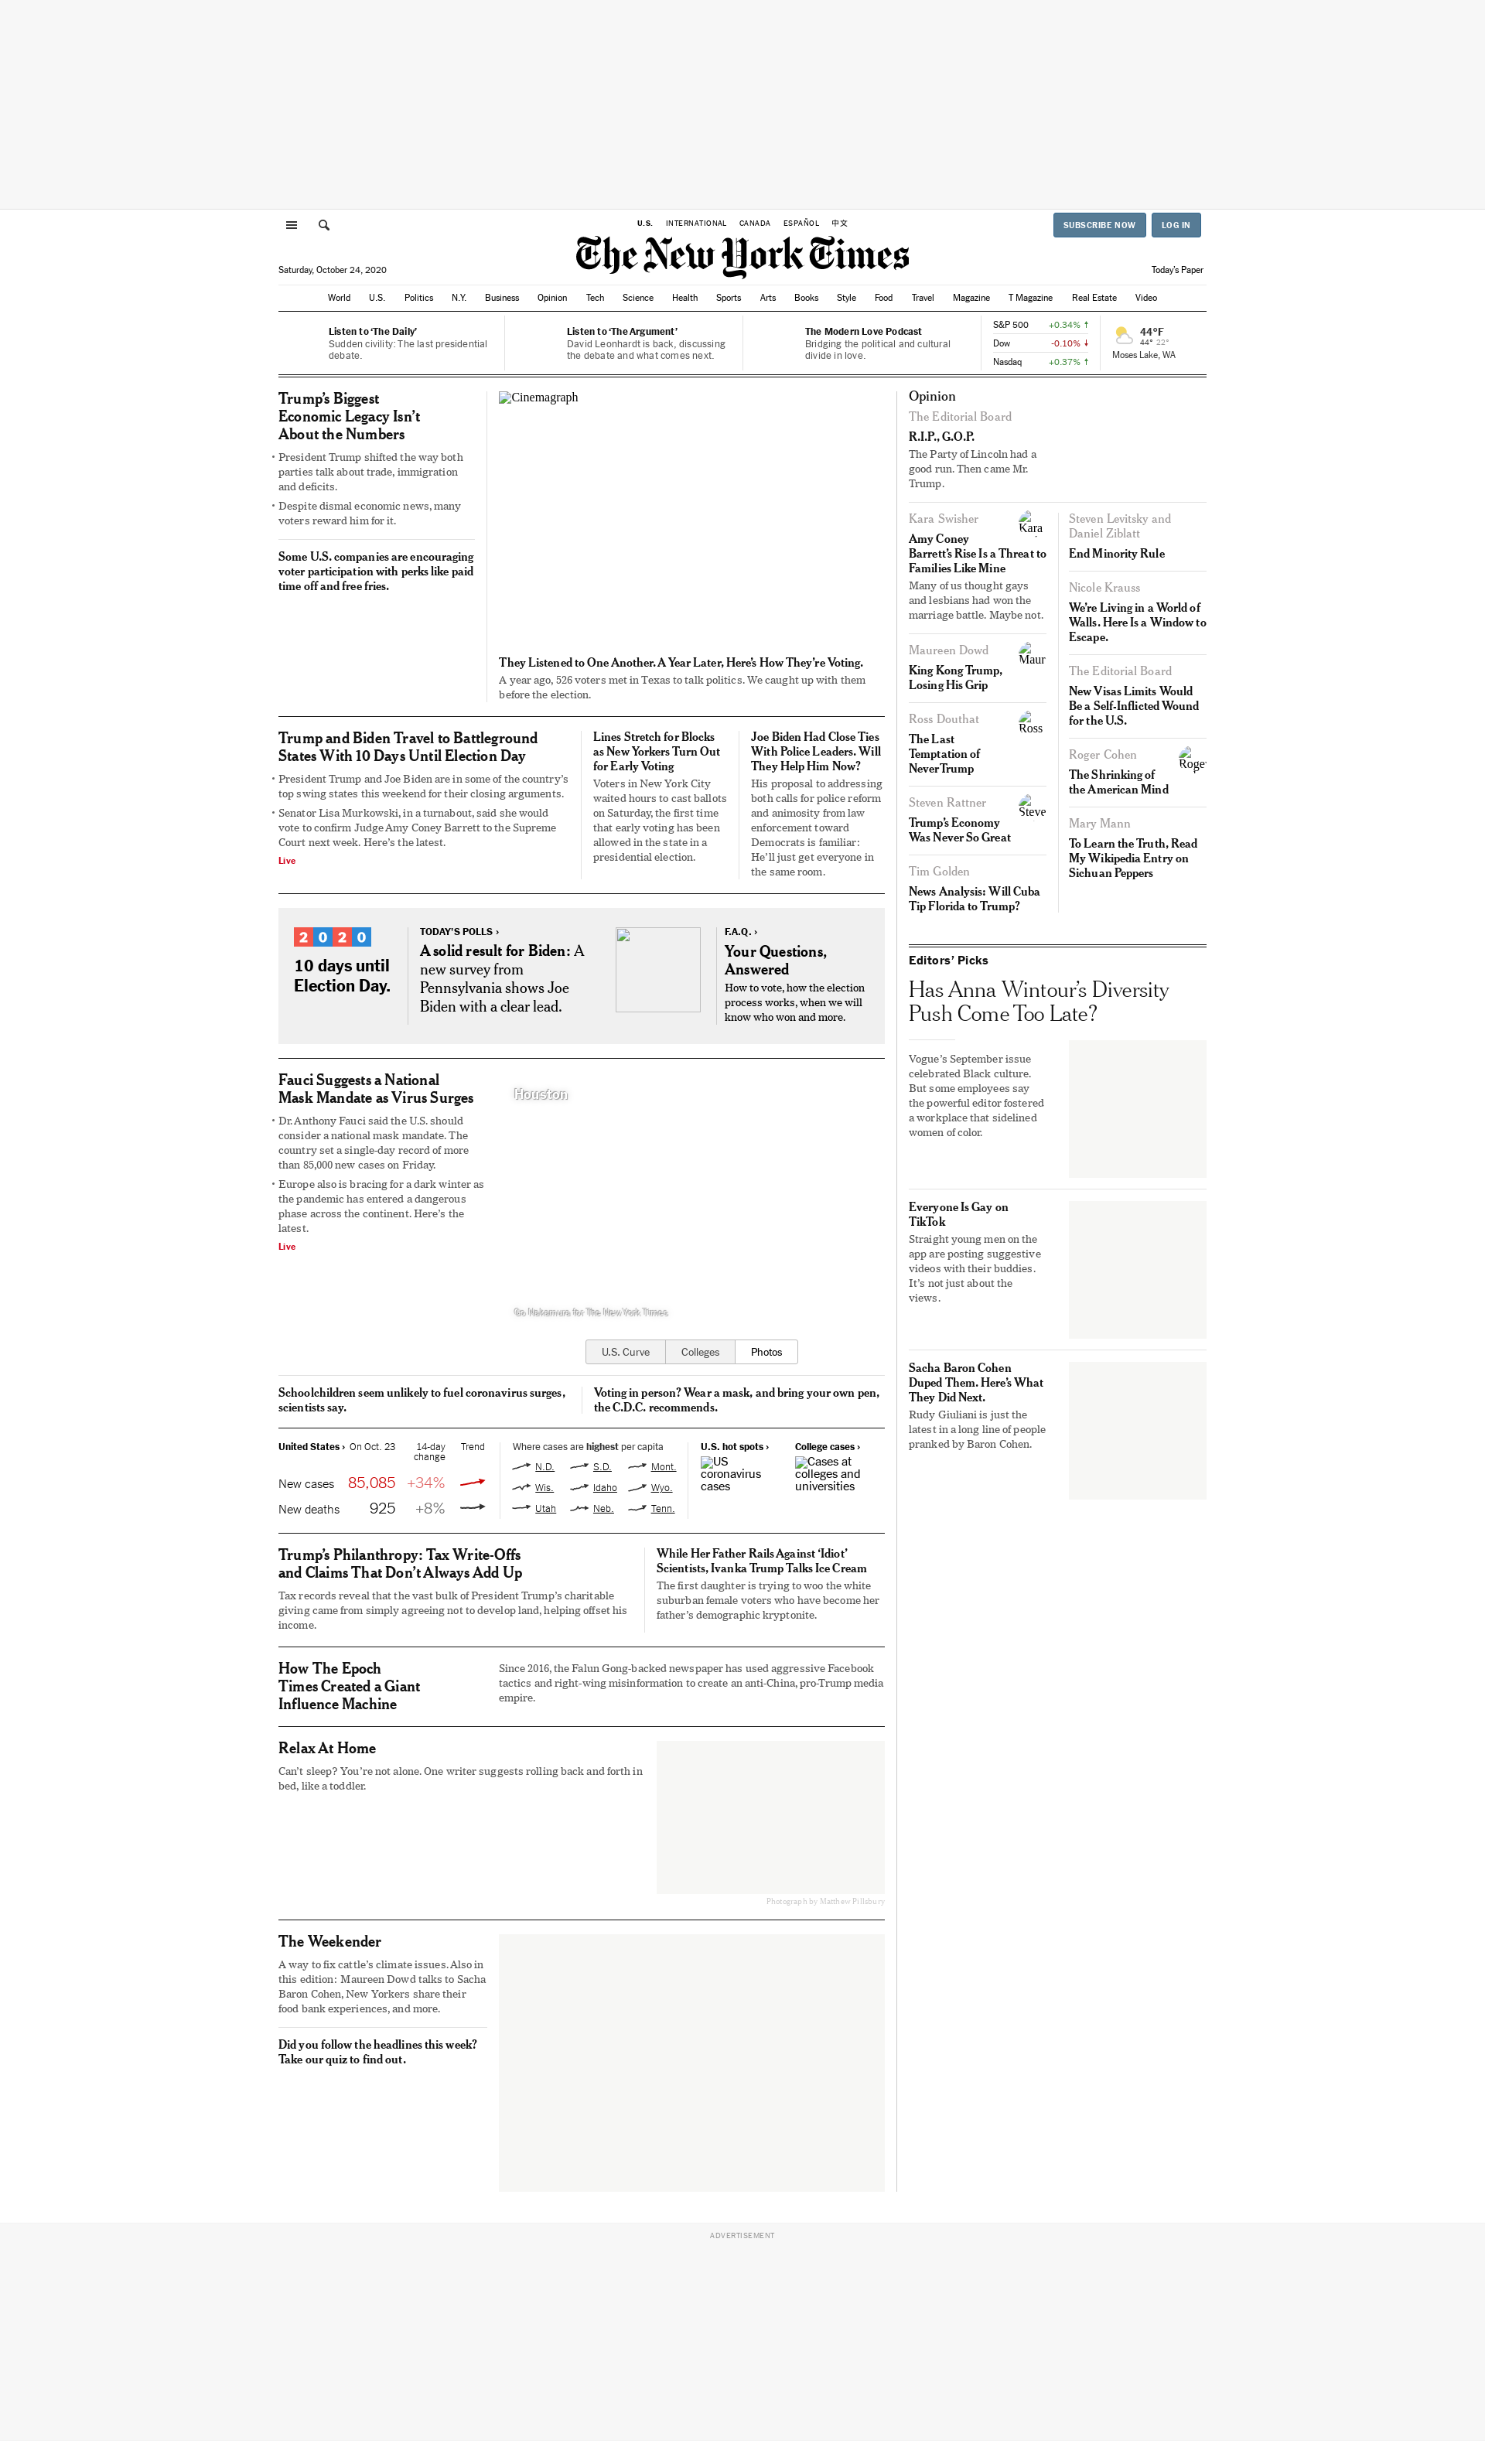 U.S. INTERNATIONAL CANADA ESPAÑOL 中文
SUBSCRIBE NOW LOG IN
The New York Times
Saturday, October 24, 2020
Today's Paper
World U.S. Politics N.Y. Business Opinion Tech Science Health Sports Arts Books Style Food Travel Magazine T Magazine Real Estate Video
Listen to ‘The Daily’
Sudden civility: The last presidential
debate.
Listen to ‘The Argument’
David Leonhardt is back, discussing
the debate and what comes next.
The Modern Love Podcast
Bridging the political and cultural
divide in love.
S&P 500 +0.34%
Dow -0.10%
Nasdaq +0.37%
44°F
44° 22°
Moses Lake, WA
Trump’s Biggest
Economic Legacy Isn’t
About the Numbers
• President Trump shifted the way both
parties talk about trade, immigration
and deficits.
• Despite dismal economic news, many
voters reward him for it.
Some U.S. companies are encouraging
voter participation with perks like paid
time off and free fries.
Cinemagraph
They Listened to One Another. A Year Later, Here’s How They’re Voting.
A year ago, 526 voters met in Texas to talk politics. We caught up with them
before the election.
Trump and Biden Travel to Battleground
States With 10 Days Until Election Day
• President Trump and Joe Biden are in some of the country’s
top swing states this weekend for their closing arguments.
• Senator Lisa Murkowski, in a turnabout, said she would
vote to confirm Judge Amy Coney Barrett to the Supreme
Court next week. Here’s the latest.
Live
Lines Stretch for Blocks
as New Yorkers Turn Out
for Early Voting
Voters in New York City
waited hours to cast ballots
on Saturday, the first time
that early voting has been
allowed in the state in a
presidential election.
Joe Biden Had Close Ties
With Police Leaders. Will
They Help Him Now?
His proposal to addressing
both calls for police reform
and animosity from law
enforcement toward
Democrats is familiar:
He’ll just get everyone in
the same room.
2020
10 days until
Election Day.
TODAY’S POLLS ›
A solid result for Biden: A
new survey from
Pennsylvania shows Joe
Biden with a clear lead.
F.A.Q. ›
Your Questions,
Answered
How to vote, how the election
process works, when we will
know who won and more.
Fauci Suggests a National
Mask Mandate as Virus Surges
• Dr. Anthony Fauci said the U.S. should
consider a national mask mandate. The
country set a single-day record of more
than 85,000 new cases on Friday.
• Europe also is bracing for a dark winter as
the pandemic has entered a dangerous
phase across the continent. Here’s the
latest.
Live
Houston
Go Nakamura for The New York Times
U.S. Curve Colleges Photos
Schoolchildren seem unlikely to fuel coronavirus surges,
scientists say.
Voting in person? Wear a mask, and bring your own pen,
the C.D.C. recommends.
United States › On Oct. 23 14-day
change Trend
New cases 85,085 +34%
New deaths 925 +8%
Where cases are highest per capita
N.D. S.D. Mont.
Wis. Idaho Wyo.
Utah Neb. Tenn.
U.S. hot spots ›
US
coronavirus
cases
College cases ›
Cases at
colleges and
universities
Trump’s Philanthropy: Tax Write-Offs
and Claims That Don’t Always Add Up
Tax records reveal that the vast bulk of President Trump’s charitable
giving came from simply agreeing not to develop land, helping offset his
income.
While Her Father Rails Against ‘Idiot’
Scientists, Ivanka Trump Talks Ice Cream
The first daughter is trying to woo the white
suburban female voters who have become her
father’s demographic kryptonite.
How The Epoch
Times Created a Giant
Influence Machine
Since 2016, the Falun Gong-backed newspaper has used aggressive Facebook
tactics and right-wing misinformation to create an anti-China, pro-Trump media
empire.
Relax At Home
Can’t sleep? You’re not alone. One writer suggests rolling back and forth in
bed, like a toddler.
Photograph by Matthew Pillsbury
The Weekender
A way to fix cattle’s climate issues. Also in
this edition: Maureen Dowd talks to Sacha
Baron Cohen, New Yorkers share their
food bank experiences, and more.
Did you follow the headlines this week?
Take our quiz to find out.
Opinion
The Editorial Board
R.I.P., G.O.P.
The Party of Lincoln had a
good run. Then came Mr.
Trump.
Kara Swisher
Kara
Amy Coney
Barrett’s Rise Is a Threat to
Families Like Mine
Many of us thought gays
and lesbians had won the
marriage battle. Maybe not.
Maureen Dowd
Maur
King Kong Trump,
Losing His Grip
Ross Douthat
Ross
The Last
Temptation of
NeverTrump
Steven Rattner
Steve
Trump’s Economy
Was Never So Great
Tim Golden
News Analysis: Will Cuba
Tip Florida to Trump?
Steven Levitsky and
Daniel Ziblatt
End Minority Rule
Nicole Krauss
We’re Living in a World of
Walls. Here Is a Window to
Escape.
The Editorial Board
New Visas Limits Would
Be a Self-Inflicted Wound
for the U.S.
Roger Cohen
Roger
The Shrinking of
the American Mind
Mary Mann
To Learn the Truth, Read
My Wikipedia Entry on
Sichuan Peppers
Editors’ Picks
Has Anna Wintour’s Diversity
Push Come Too Late?
Vogue’s September issue
celebrated Black culture.
But some employees say
the powerful editor fostered
a workplace that sidelined
women of color.
Everyone Is Gay on
TikTok
Straight young men on the
app are posting suggestive
videos with their buddies.
It’s not just about the
views.
Sacha Baron Cohen
Duped Them. Here’s What
They Did Next.
Rudy Giuliani is just the
latest in a long line of people
pranked by Baron Cohen.
ADVERTISEMENT